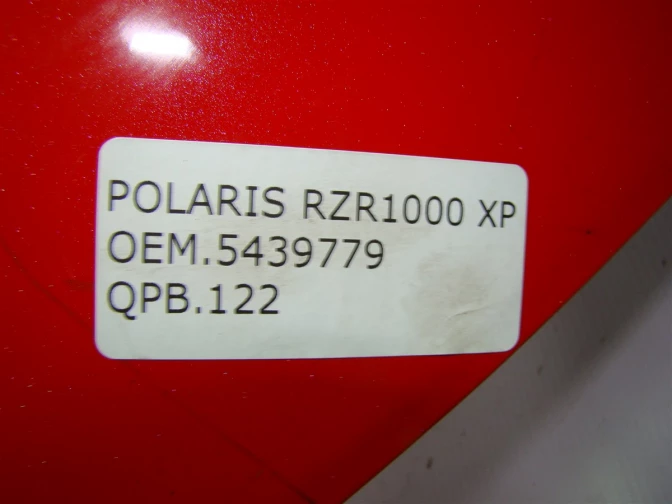 POLARIS RZR1000 XP
OEM.5439779
QPB.122